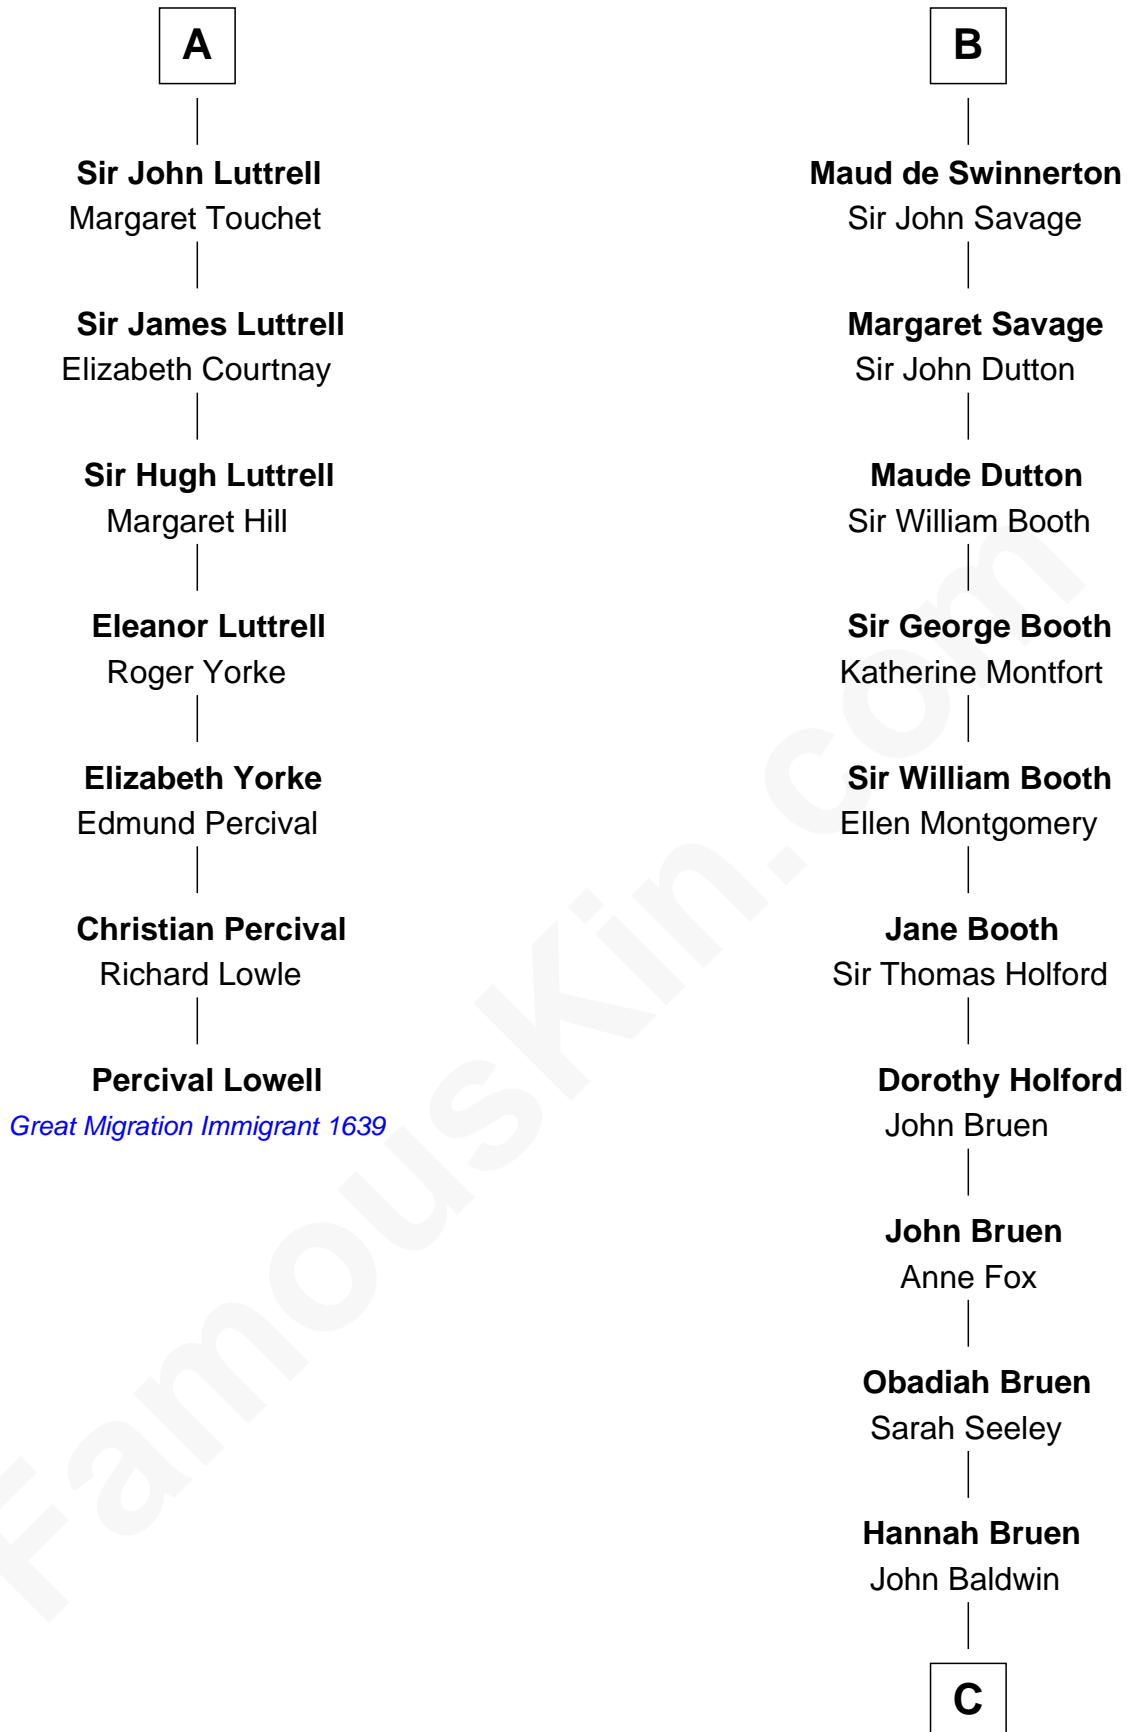 A
Sir John Luttrell
Margaret Touchet
Sir James Luttrell
Elizabeth Courtnay
Sir Hugh Luttrell
Margaret Hill
Eleanor Luttrell
Roger Yorke
Elizabeth Yorke
Edmund Percival
Christian Percival
Richard Lowle
Percival Lowell
Great Migration Immigrant 1639
B
Maud de Swinnerton
Sir John Savage
Margaret Savage
Sir John Dutton
Maude Dutton
Sir William Booth
Sir George Booth
Katherine Montfort
Sir William Booth
Ellen Montgomery
Jane Booth
Sir Thomas Holford
Dorothy Holford
John Bruen
John Bruen
Anne Fox
Obadiah Bruen
Sarah Seeley
Hannah Bruen
John Baldwin
C
FamousKin.com